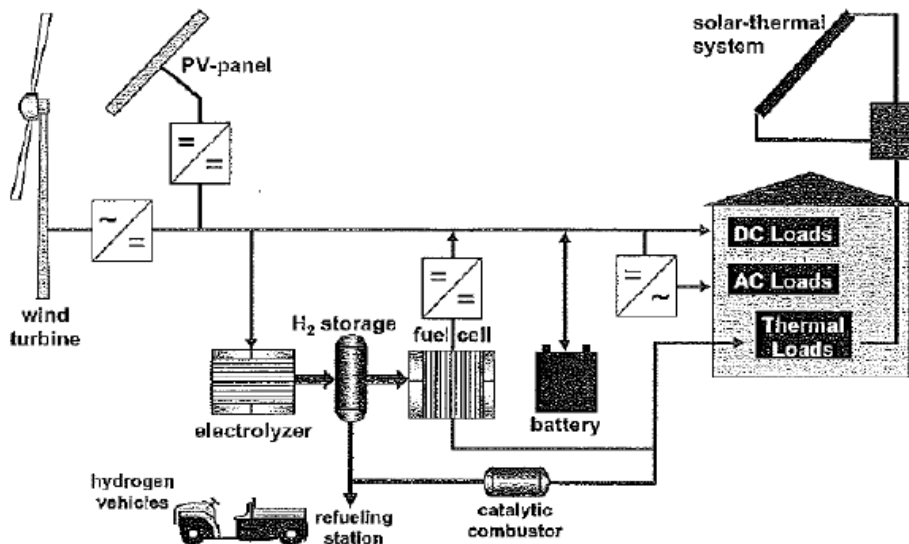 solar-thermal
system
PV-panel
=
=
~
=
=
=
=
~
DC Loads
AC Loads
Thermal
Loads
wind
turbine
H₂ storage
fuel cell
electrolyzer
battery
hydrogen
vehicles
refueling
station
catalytic
combustor